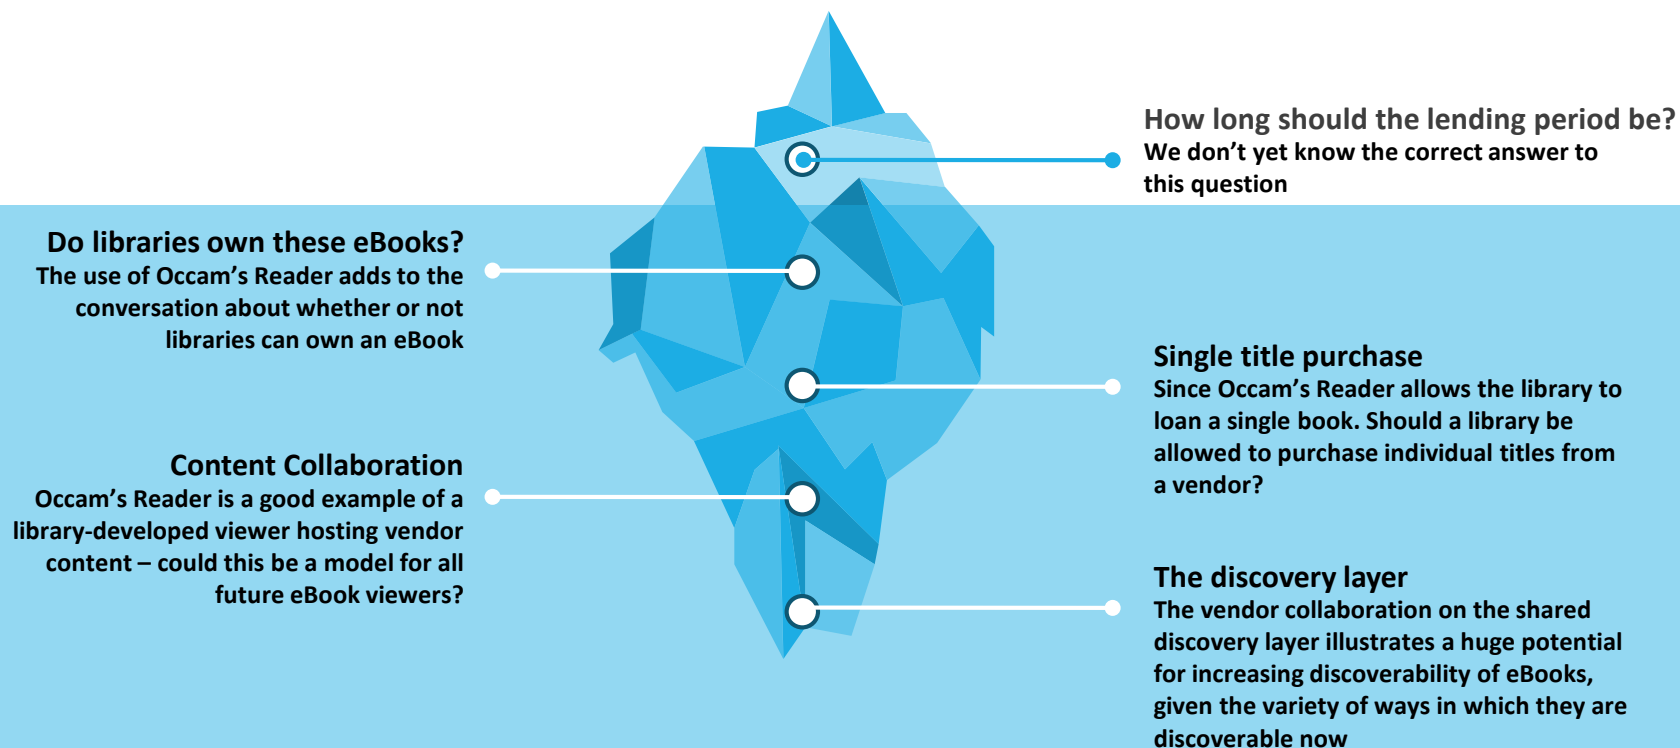 How long should the lending period be?
We don’t yet know the correct answer to
this question
Do libraries own these eBooks?
The use of Occam’s Reader adds to the
conversation about whether or not
libraries can own an eBook
Single title purchase
Since Occam’s Reader allows the library to
loan a single book. Should a library be
allowed to purchase individual titles from
a vendor?
Content Collaboration
Occam’s Reader is a good example of a
library-developed viewer hosting vendor
content – could this be a model for all
future eBook viewers?
The discovery layer
The vendor collaboration on the shared
discovery layer illustrates a huge potential
for increasing discoverability of eBooks,
given the variety of ways in which they are
discoverable now